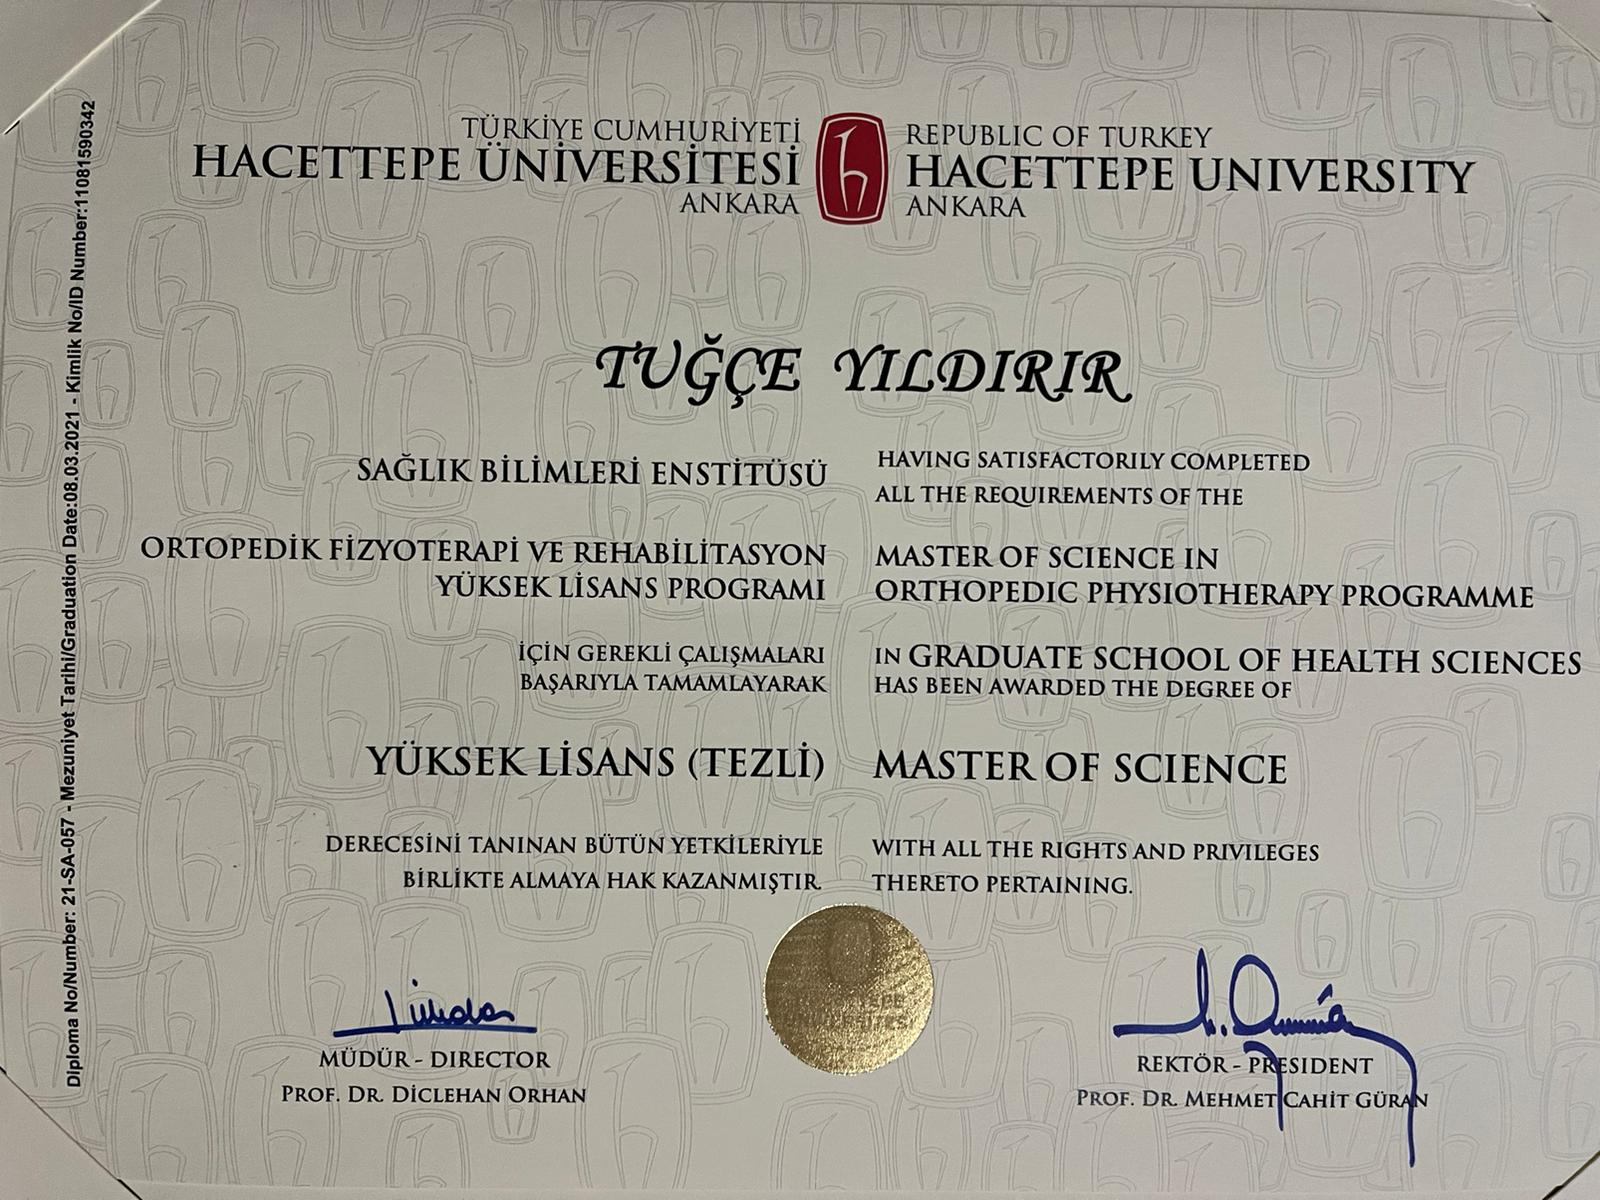 TÜRKİYE CUMHURİYETİ
HACETTEPE ÜNİVERSİTESİ
ANKARA
REPUBLIC OF TURKEY
HACETTEPE UNIVERSITY
ANKARA
TUĞÇE YILDIRIR
SAĞLIK BİLİMLERİ ENSTİTÜSÜ
ORTOPEDİK FİZYOTERAPİ VE REHABİLİTASYON
YÜKSEK LİSANS PROGRAMI
İÇİN GEREKLİ ÇALIŞMALARI
BAŞARIYLA TAMAMLAYARAK
YÜKSEK LİSANS (TEZLİ)
DERECESİNİ TANINAN BÜTÜN YETKİLERİYLE
BİRLİKTE ALMAYA HAK KAZANMIŞTIR.
HAVING SATISFACTORILY COMPLETED
ALL THE REQUIREMENTS OF THE
MASTER OF SCIENCE IN
ORTHOPEDIC PHYSIOTHERAPY PROGRAMME
IN GRADUATE SCHOOL OF HEALTH SCIENCES
HAS BEEN AWARDED THE DEGREE OF
MASTER OF SCIENCE
WITH ALL THE RIGHTS AND PRIVILEGES
THERETO PERTAINING.
MÜDÜR - DIRECTOR
PROF. DR. DİCLEHAN ORHAN
REKTÖR - PRESIDENT
PROF. DR. MEHMET CAHİT GÜRAN
Diploma No/Number: 21-SA-057 - Mezuniyet Tarihi/Graduation Date:08.03.2021 - Kimlik No/ID Number:11081590342